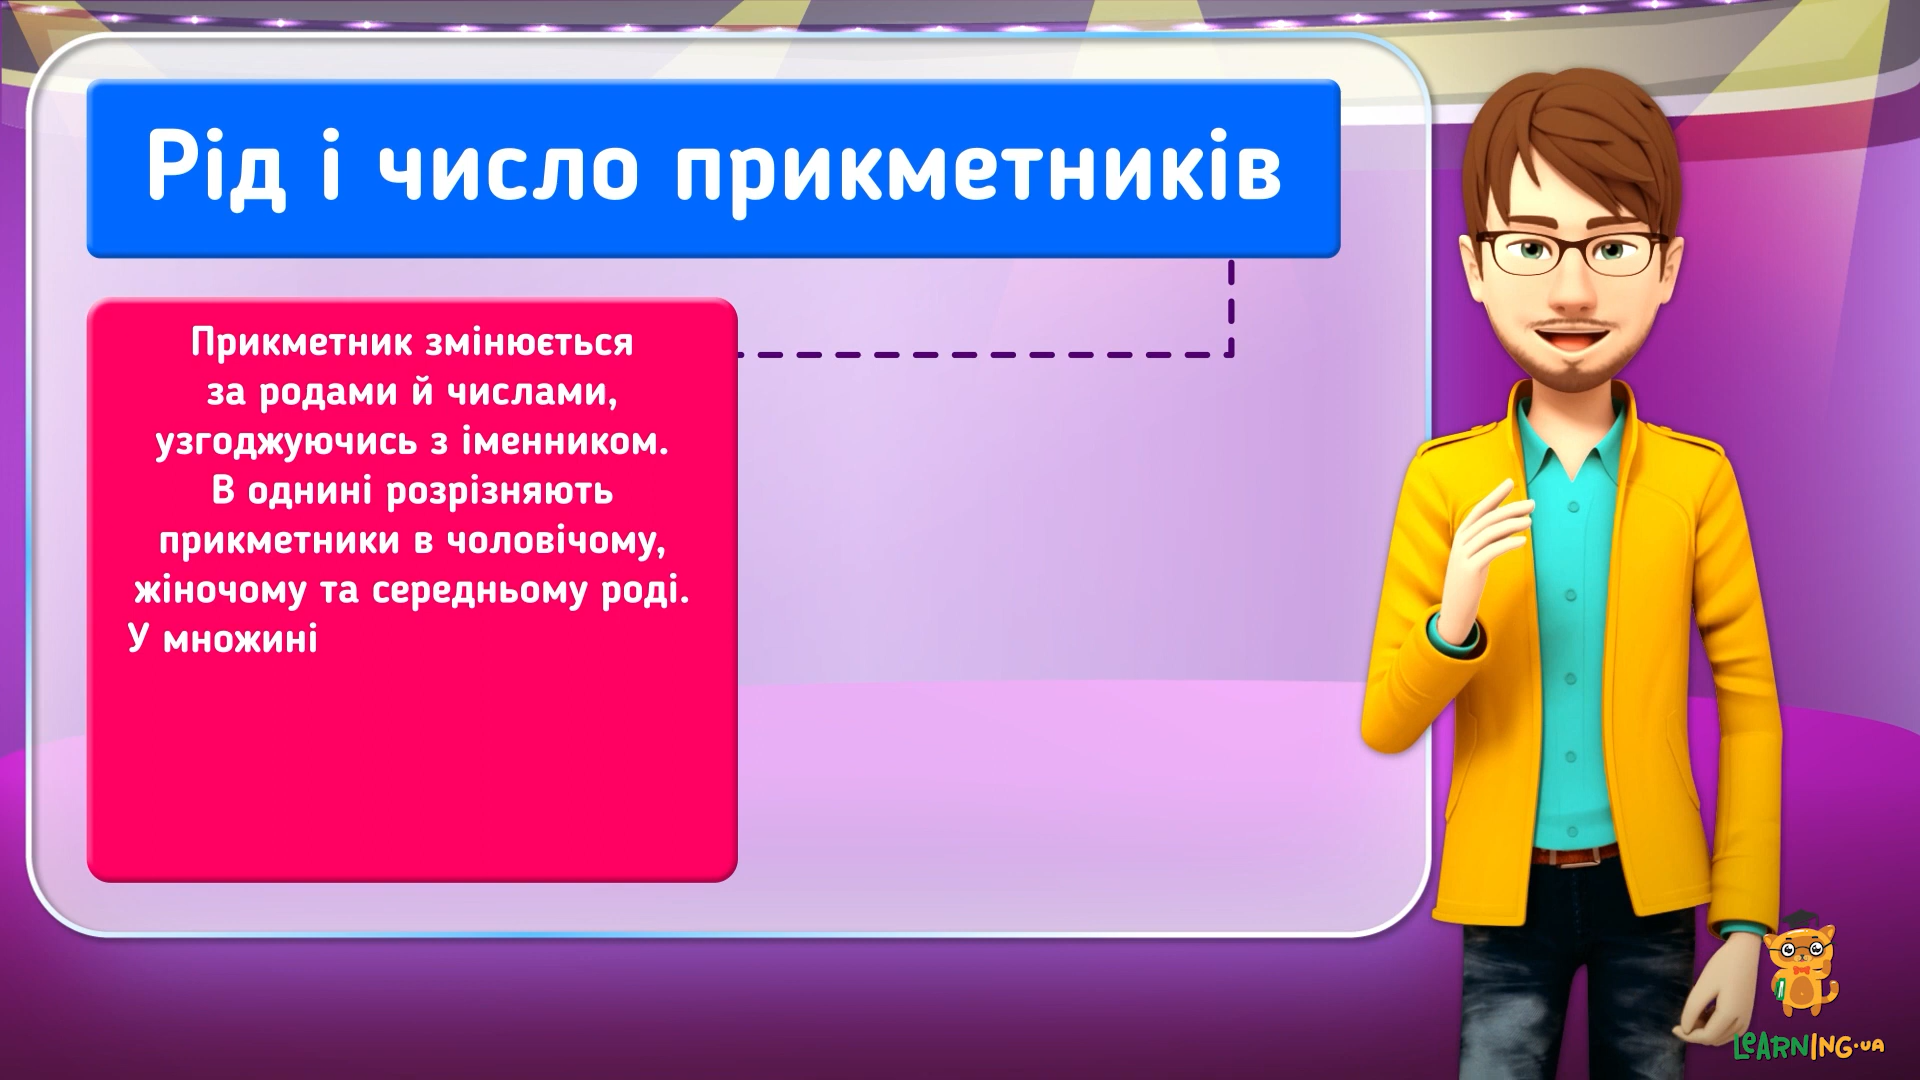 Рід і число прикметників
Прикметник змінюється
за родами й числами,
узгоджуючись з іменником.
В однині розрізняють
прикметники в чоловічому,
жіночому та середньому роді.
У множині
LEARNING.UA